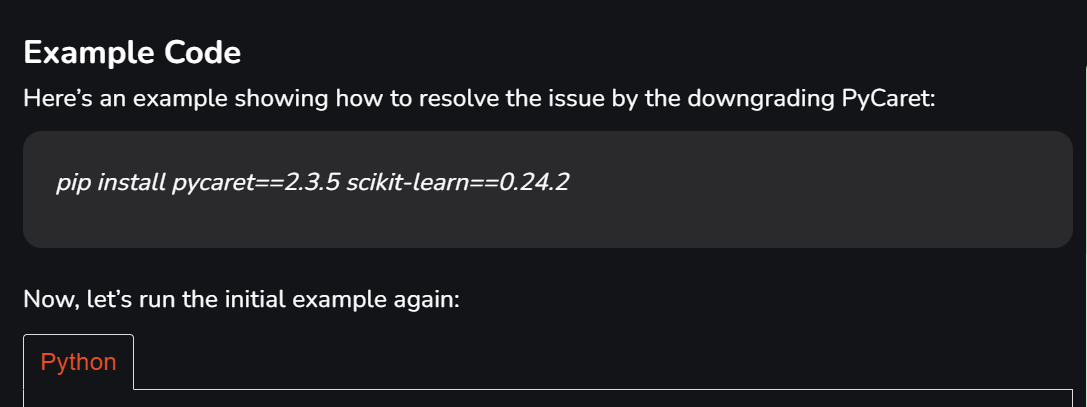 Example Code
Here’s an example showing how to resolve the issue by the downgrading PyCaret:
pip install pycaret==2.3.5 scikit-learn==0.24.2
Now, let’s run the initial example again:
Python